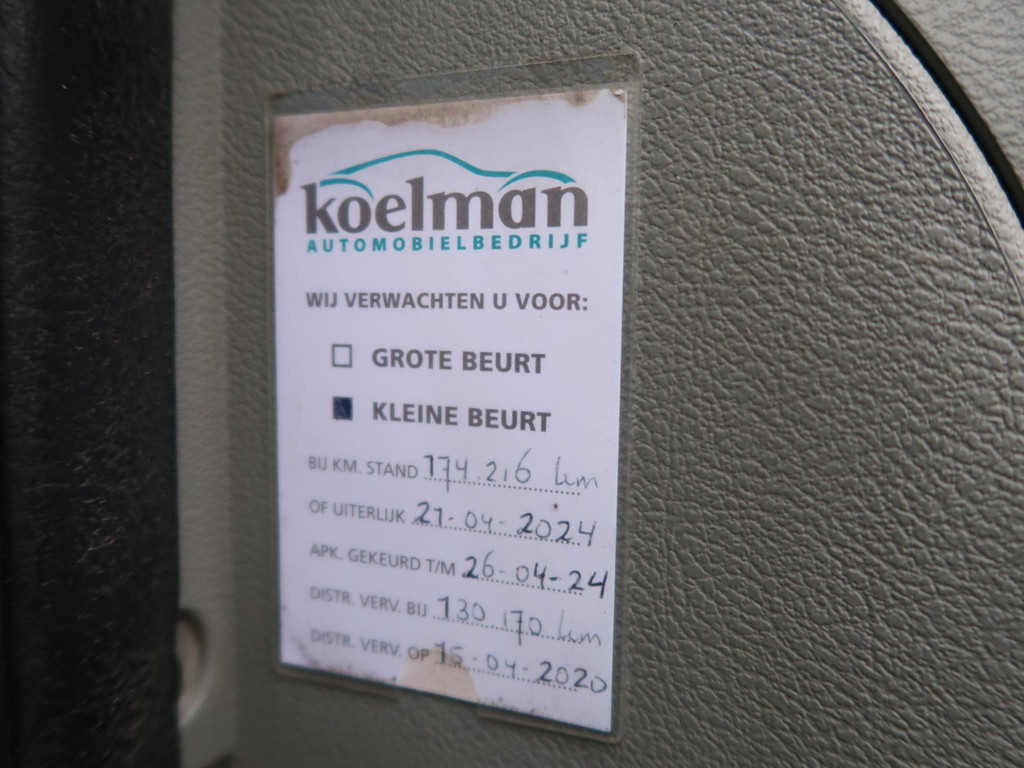 koelman
AUTOMOBIELBEDRIJF
WIJ VERWACHTEN U VOOR:
GROTE BEURT
KLEINE BEURT
BIJ KM. STAND 174.216 km
OF UITERLIJK 21-04-2024
APK. GEKEURD T/M 26-04-24
DISTR. VERV. BIJ 130.170 km
DISTR. VERV. OP 15-04-2020